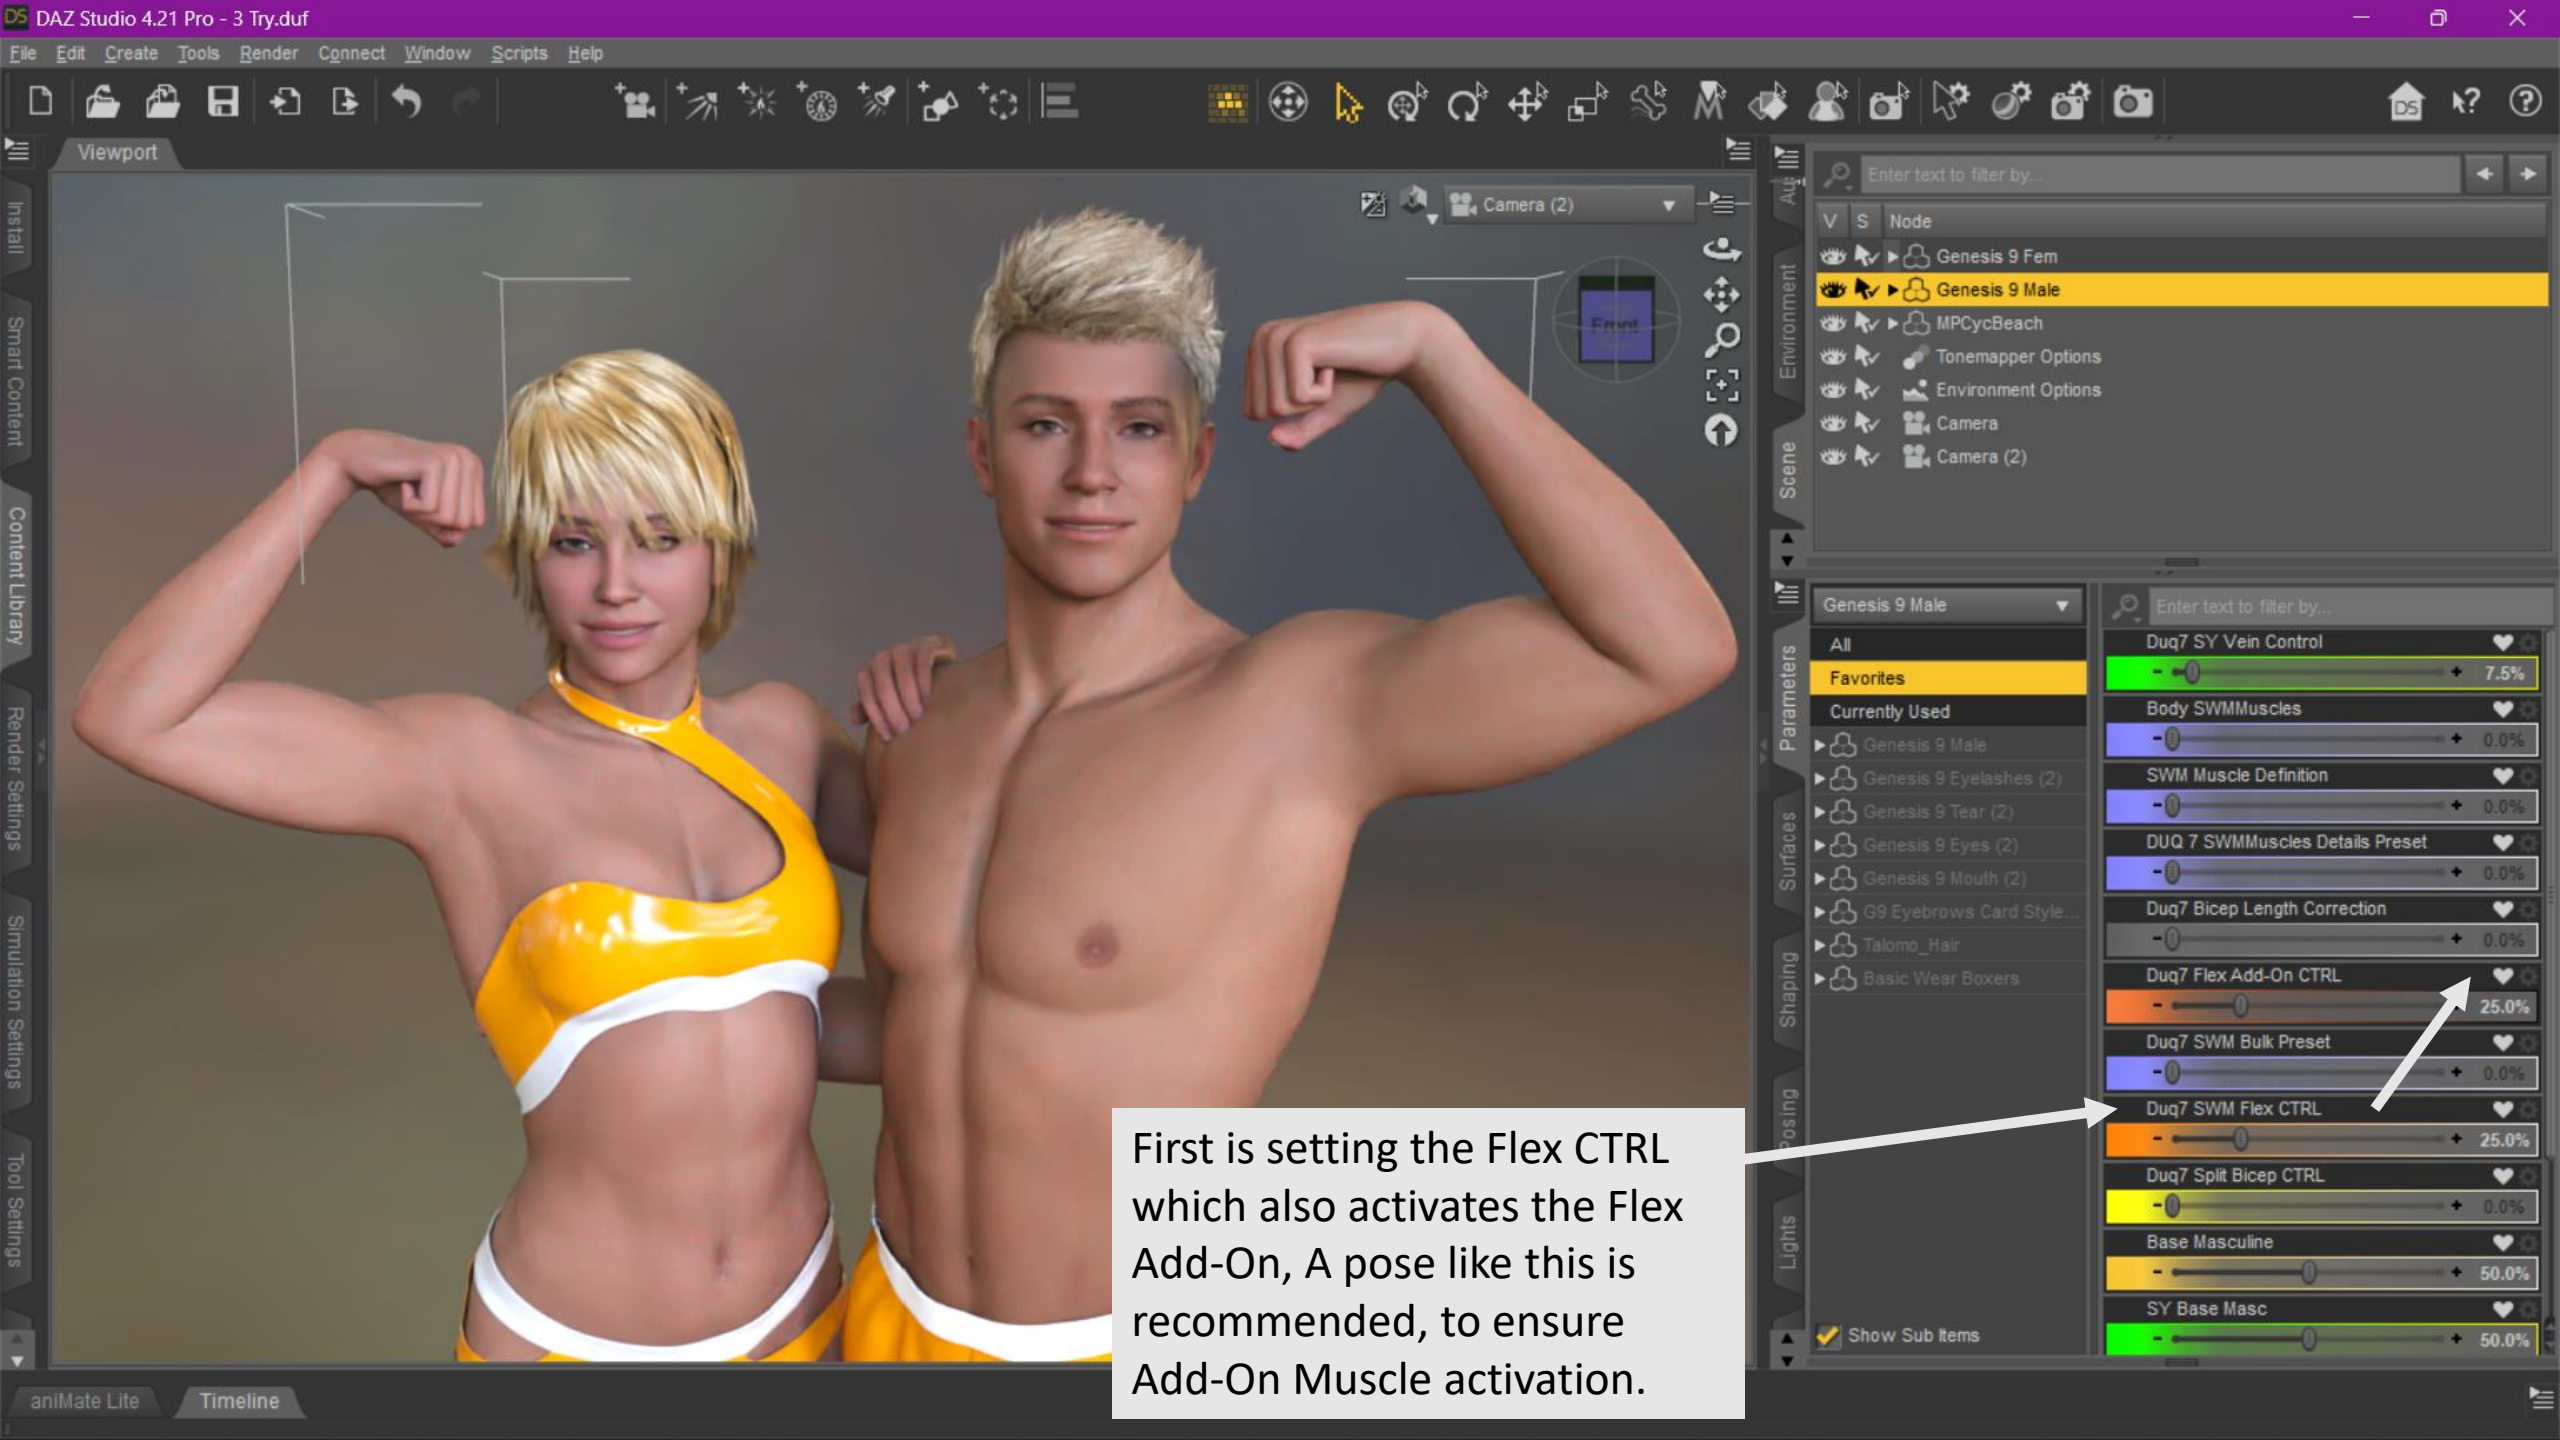 DS DAZ Studio 4.21 Pro - 3 Try.duf
File Edit Create Tools Render Connect Window Scripts Help
DS
Viewport
Install
Smart Content
Content Library
Render Settings
Simulation Settings
Tool Settings
Camera (2)
Front
Environment
Scene
Enter text to filter by...
V S Node
Genesis 9 Fem
Genesis 9 Male
MPCycBeach
Tonemapper Options
Environment Options
Camera
Camera (2)
Parameters
Surfaces
Shaping
Posing
Lights
Genesis 9 Male
All
Favorites
Currently Used
Genesis 9 Male
Genesis 9 Eyelashes (2)
Genesis 9 Tear (2)
Genesis 9 Eyes (2)
Genesis 9 Mouth (2)
G9 Eyebrows Card Style...
Talomo_Hair
Basic Wear Boxers
Show Sub Items
Enter text to filter by...
Duq7 SY Vein Control
7.5%
Body SWMMuscles
0.0%
SWM Muscle Definition
0.0%
DUQ 7 SWMMuscles Details Preset
0.0%
Duq7 Bicep Length Correction
0.0%
Duq7 Flex Add-On CTRL
25.0%
Duq7 SWM Bulk Preset
0.0%
Duq7 SWM Flex CTRL
25.0%
Duq7 Split Bicep CTRL
0.0%
Base Masculine
50.0%
SY Base Masc
50.0%
First is setting the Flex CTRL
which also activates the Flex
Add-On, A pose like this is
recommended, to ensure
Add-On Muscle activation.
aniMate Lite Timeline